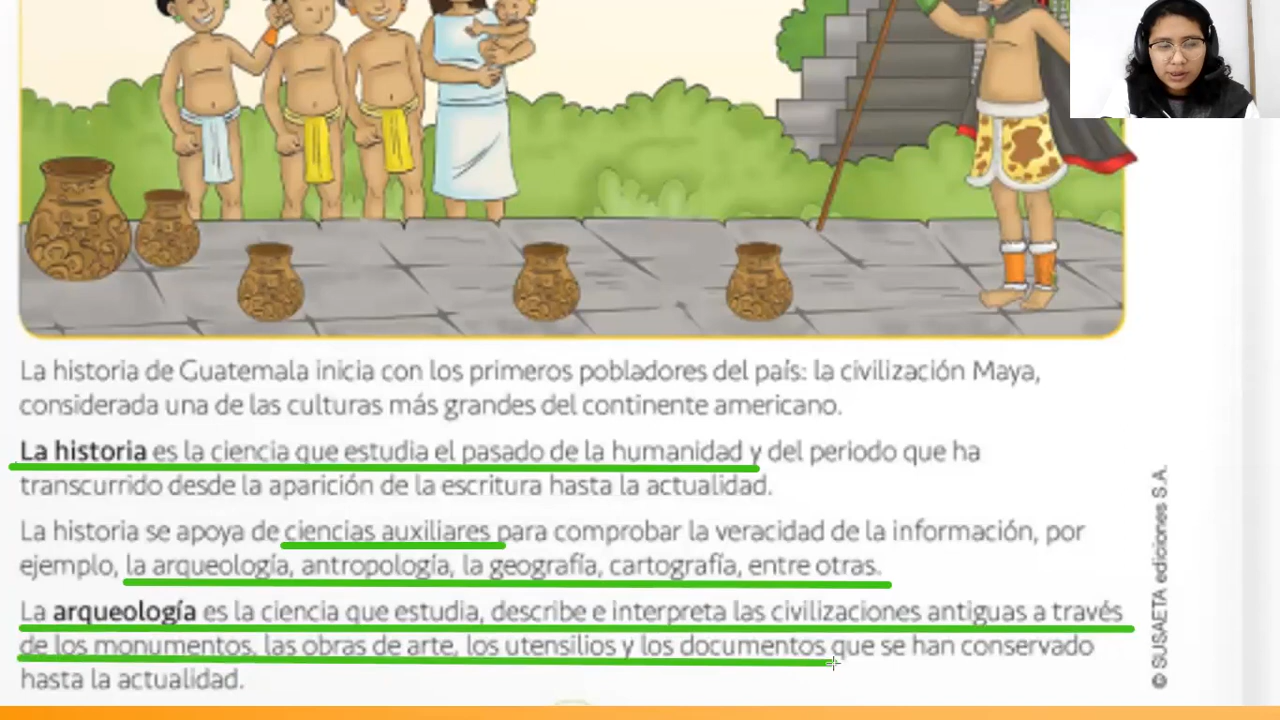 La historia de Guatemala inicia con los primeros pobladores del país: la civilización Maya,
considerada una de las culturas más grandes del continente americano.
La historia es la ciencia que estudia el pasado de la humanidad y del periodo que ha
transcurrido desde la aparición de la escritura hasta la actualidad.
La historia se apoya de ciencias auxiliares para comprobar la veracidad de la información, por
ejemplo, la arqueología, antropología, la geografía, cartografía, entre otras.
La arqueología es la ciencia que estudia, describe e interpreta las civilizaciones antiguas a través
de los monumentos, las obras de arte, los utensilios y los documentos que se han conservado
hasta la actualidad.
© SUSAETA ediciones S.A.